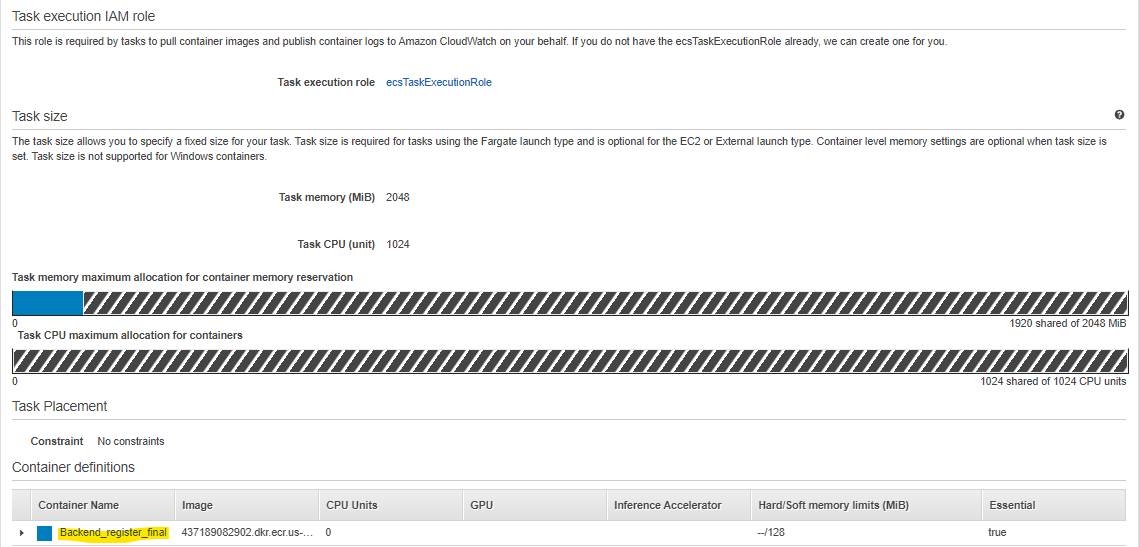 Task execution IAM role
This role is required by tasks to pull container images and publish container logs to Amazon CloudWatch on your behalf. If you do not have the ecsTaskExecutionRole already, we can create one for you.
Task execution role ecsTaskExecutionRole
Task size
The task size allows you to specify a fixed size for your task. Task size is required for tasks using the Fargate launch type and is optional for the EC2 or External launch type. Container level memory settings are optional when task size is
set. Task size is not supported for Windows containers.
Task memory (MiB) 2048
Task CPU (unit) 1024
Task memory maximum allocation for container memory reservation
0 1920 shared of 2048 MiB
Task CPU maximum allocation for containers
0 1024 shared of 1024 CPU units
Task Placement
Constraint No constraints
Container definitions
Container Name Image CPU Units GPU Inference Accelerator Hard/Soft memory limits (MiB) Essential
Backend_register_final 437189082902.dkr.ecr.us-... 0 --/128 true